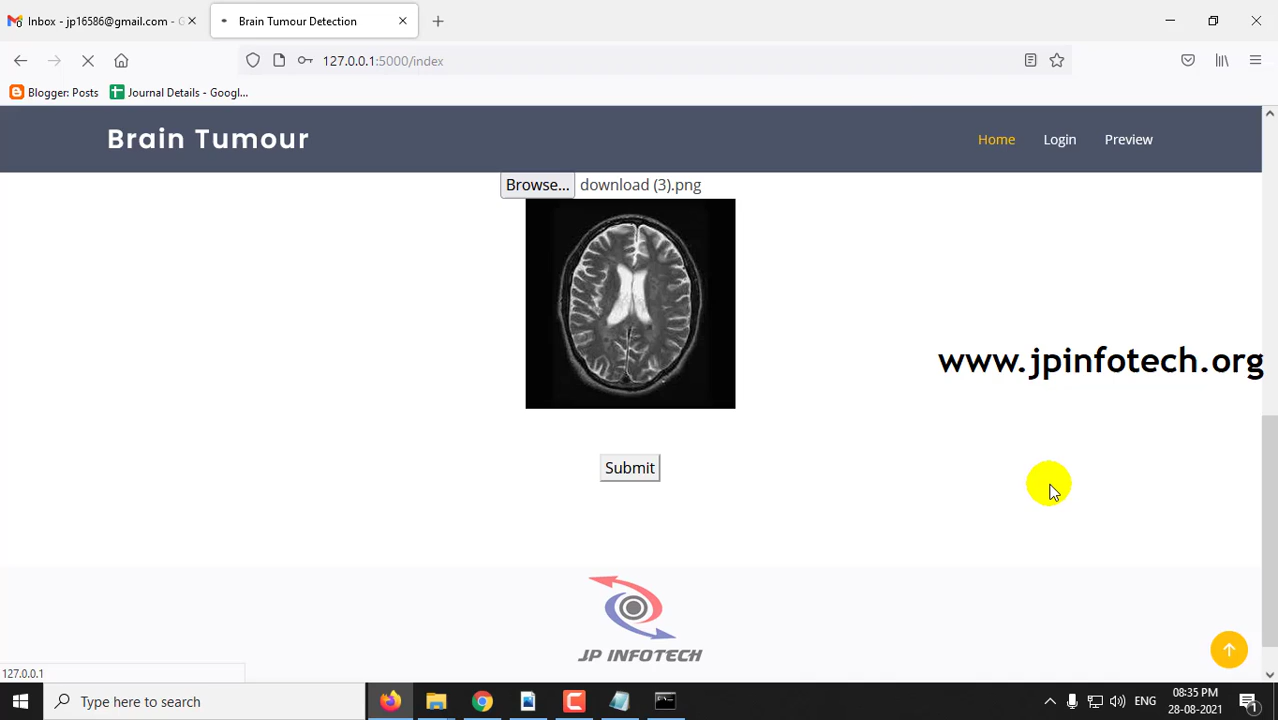 Inbox - jp16586@gmail.com - G
Brain Tumour Detection
127.0.0.1:5000/index
Blogger: Posts
Journal Details - Googl...
Brain Tumour
Home
Login
Preview
Browse...
download (3).png
www.jpinfotech.org
Submit
JP INFOTECH
127.0.0.1
Type here to search
ENG
08:35 PM
28-08-2021
1